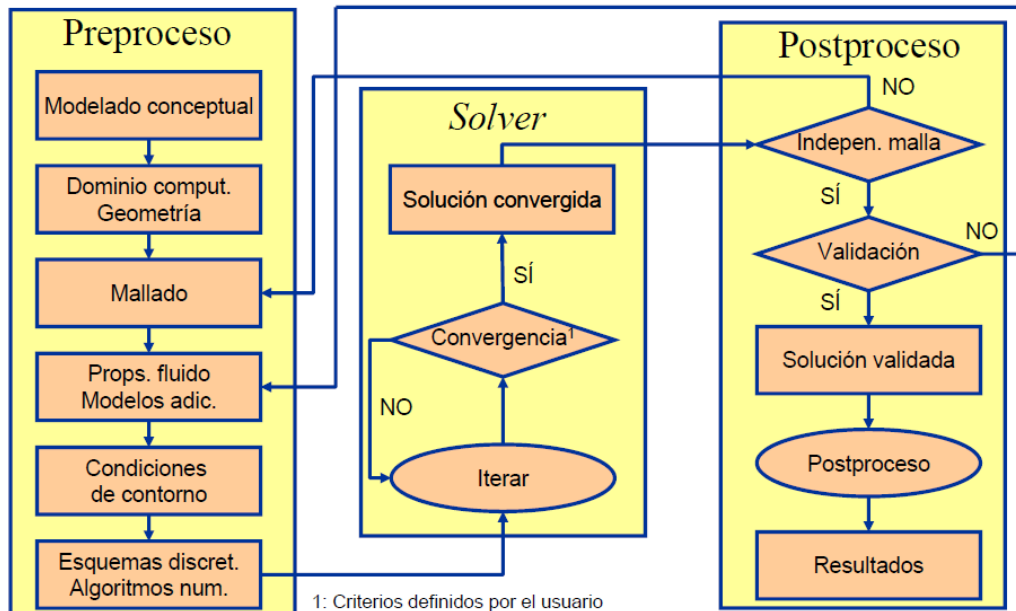 Preproceso
Modelado conceptual
Dominio comput.
Geometría
Mallado
Props. fluido
Modelos adic.
Condiciones
de contorno
Esquemas discret.
Algoritmos num.
Solver
Solución convergida
SÍ
Convergencia1
NO
Iterar
1: Criterios definidos por el usuario
Postproceso
NO
Indepen. malla
SÍ
Validación
NO
SÍ
Solución validada
Postproceso
Resultados